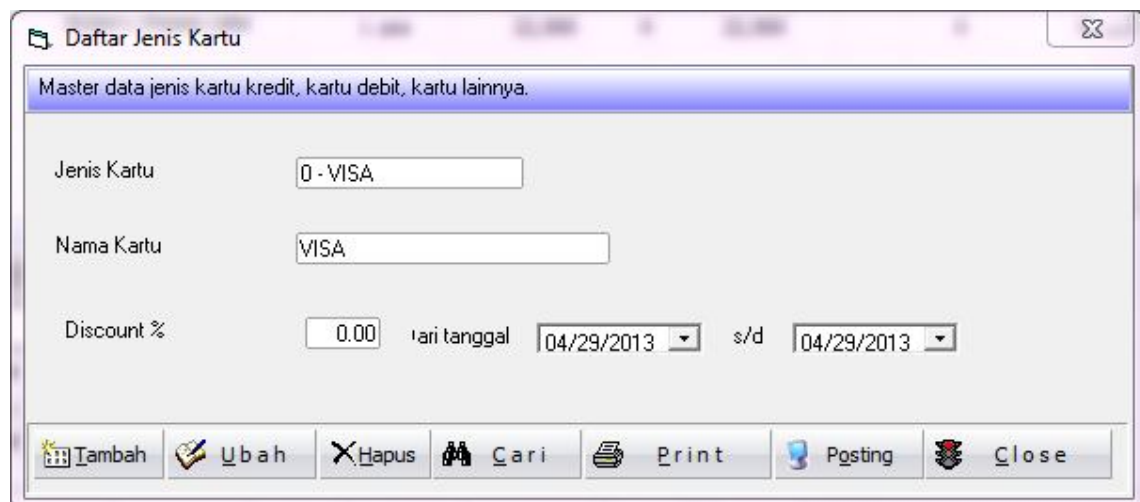 Daftar Jenis Kartu
Master data jenis kartu kredit, kartu debit, kartu lainnya.
Jenis Kartu 0 - VISA
Nama Kartu VISA
Discount % 0.00 tanggal 04/29/2013 s/d 04/29/2013
Tambah Ubah Hapus Cari Print Posting Close